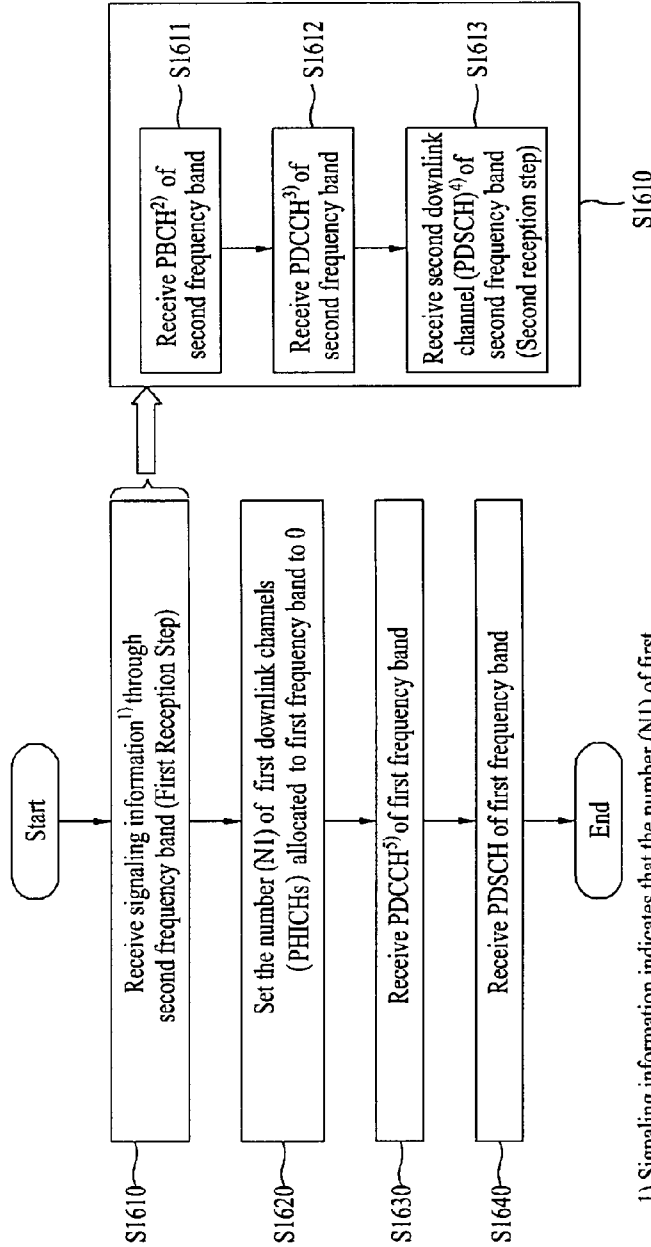 Start
S1610
Receive signaling information1) through
second frequency band (First Reception Step)
S1620
Set the number (N1) of first downlink channels
(PHICHs) allocated to first frequency band to 0
S1630
Receive PDCCH5) of first frequency band
S1640
Receive PDSCH of first frequency band
End
Receive PBCH2) of
second frequency band
S1611
Receive PDCCH3) of
second frequency band
S1612
Receive second downlink
channel (PDSCH)4) of
second frequency band
(Second reception step)
S1613
S1610
1) Signaling information indicates that the number (N1) of first